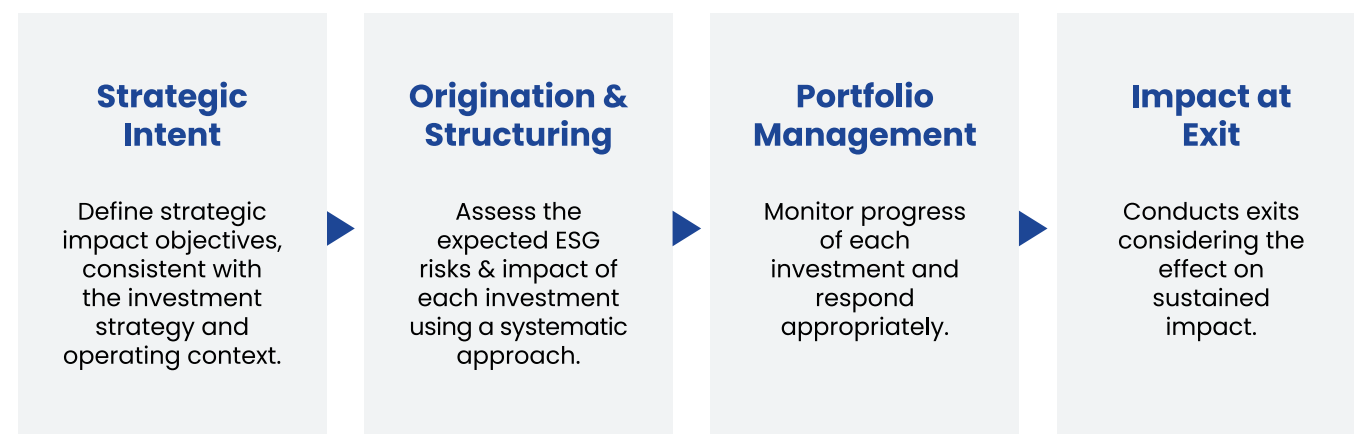 Strategic
Intent
Define strategic
impact objectives,
consistent with
the investment
strategy and
operating context.
Origination &
Structuring
Assess the
expected ESG
risks & impact of
each investment
using a systematic
approach.
Portfolio
Management
Monitor progress
of each
investment and
respond
appropriately.
Impact at
Exit
Conducts exits
considering the
effect on
sustained
impact.